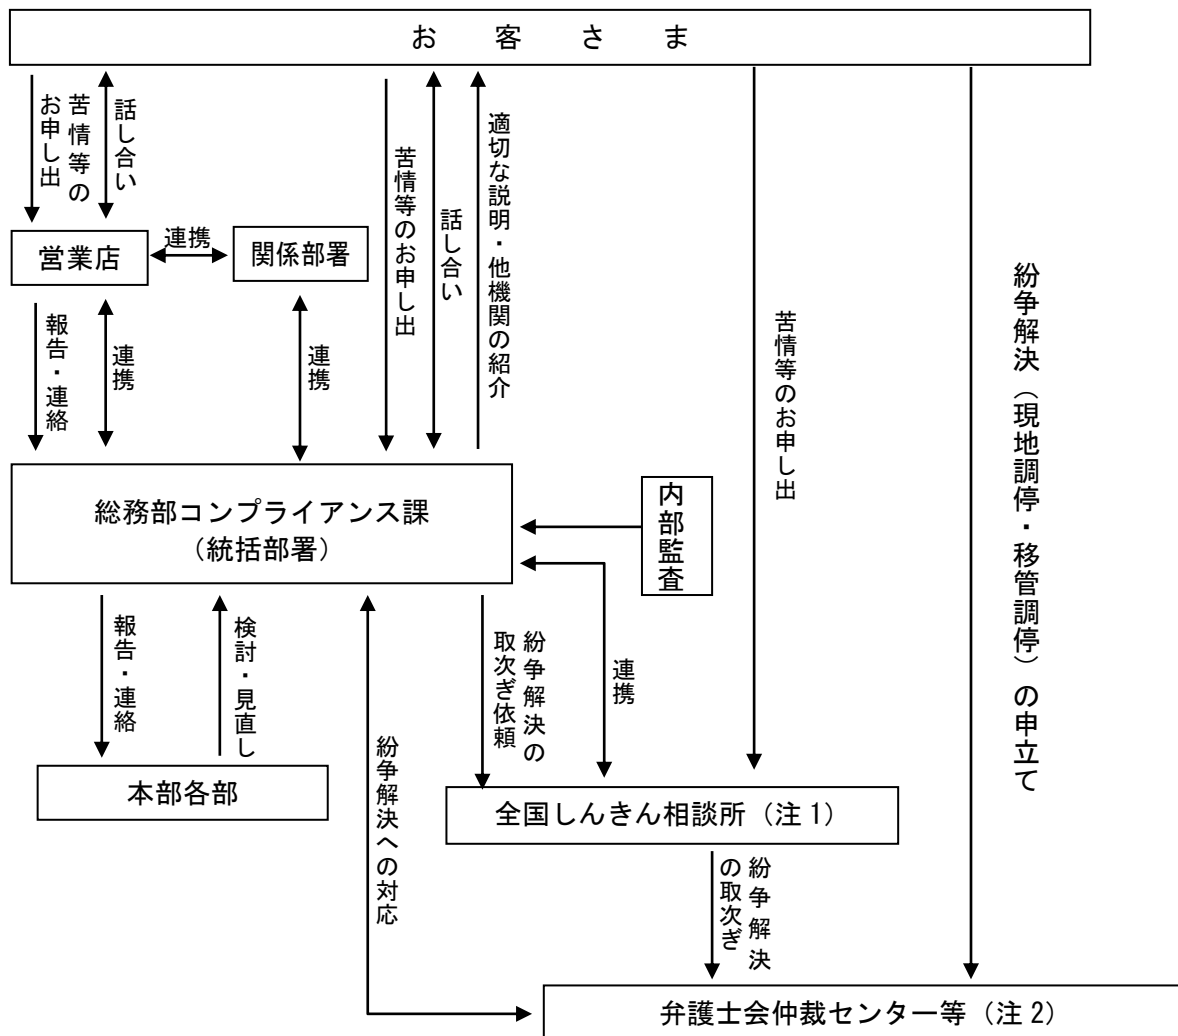 お客さま
苦情等の
お申し出
話し合い
苦情等のお申し出
話し合い
適切な説明・他機関の紹介
苦情等のお申し出
紛争解決（現地調停・移管調停）の申立て
営業店
連携
関係部署
報告・連絡
連携
連携
総務部コンプライアンス課
（統括部署）
内部監査
報告・連絡
検討・見直し
紛争解決への対応
紛争解決の
取次ぎ依頼
連携
本部各部
全国しんきん相談所（注1）
紛争解決
の取次ぎ
弁護士会仲裁センター等（注2）